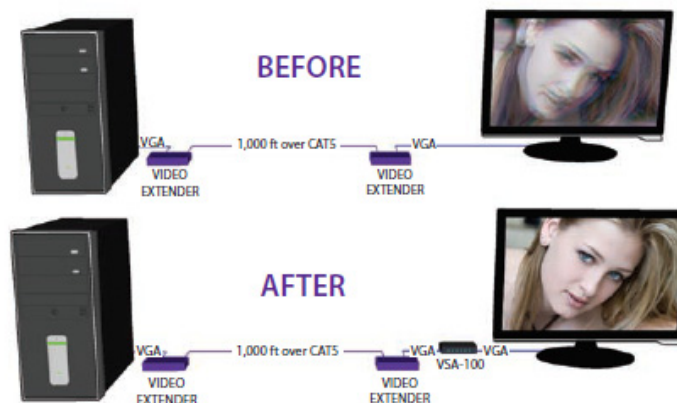 BEFORE
VGA
1,000 ft over CAT5
VGA
VIDEO
EXTENDER
VIDEO
EXTENDER
AFTER
VGA
1,000 ft over CAT5
VGA
VGA
VSA-100
VIDEO
EXTENDER
VIDEO
EXTENDER